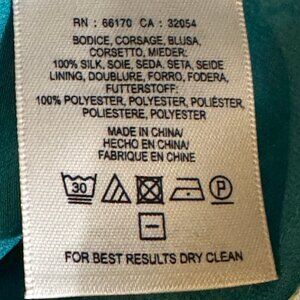 RN : 66170 CA : 32054
BODICE, CORSAGE, BLUSA,
CORSETTO, MIEDER:
100% SILK, SOIE, SEDA, SETA, SEIDE
LINING, DOUBLURE, FORRO, FODERA,
FUTTERSTOFF:
100% POLYESTER, POLYESTER, POLIÉSTER,
POLIESTERE, POLYESTER
MADE IN CHINA/
HECHO EN CHINA/
FABRIQUE EN CHINE
30 P
FOR BEST RESULTS DRY CLEAN